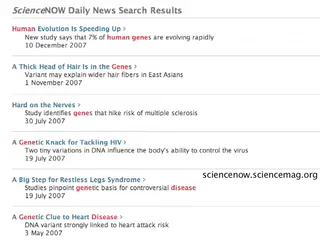 ScienceNOW Daily News Search Results
Human Evolution Is Speeding Up >
New study says that 7% of human genes are evolving rapidly
10 December 2007
A Thick Head of Hair Is in the Genes >
Variant may explain wider hair fibers in East Asians
1 November 2007
Hard on the Nerves >
Study identifies genes that hike risk of multiple sclerosis
30 July 2007
A Genetic Knack for Tackling HIV >
Two tiny variations in DNA influence the body's ability to control the virus
19 July 2007
sciencenow.sciencemag.org
A Big Step for Restless Legs Syndrome >
Studies pinpoint genetic basis for controversial disease
19 July 2007
A Genetic Clue to Heart Disease >
DNA variant strongly linked to heart attack risk
3 May 2007